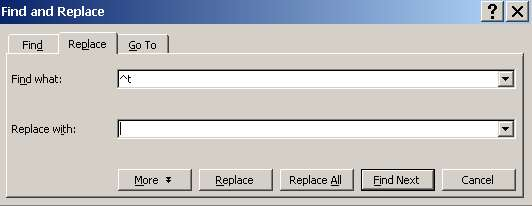 Find and Replace
Find Replace Go To
Find what: ^t
Replace with:
More Replace Replace All Find Next Cancel